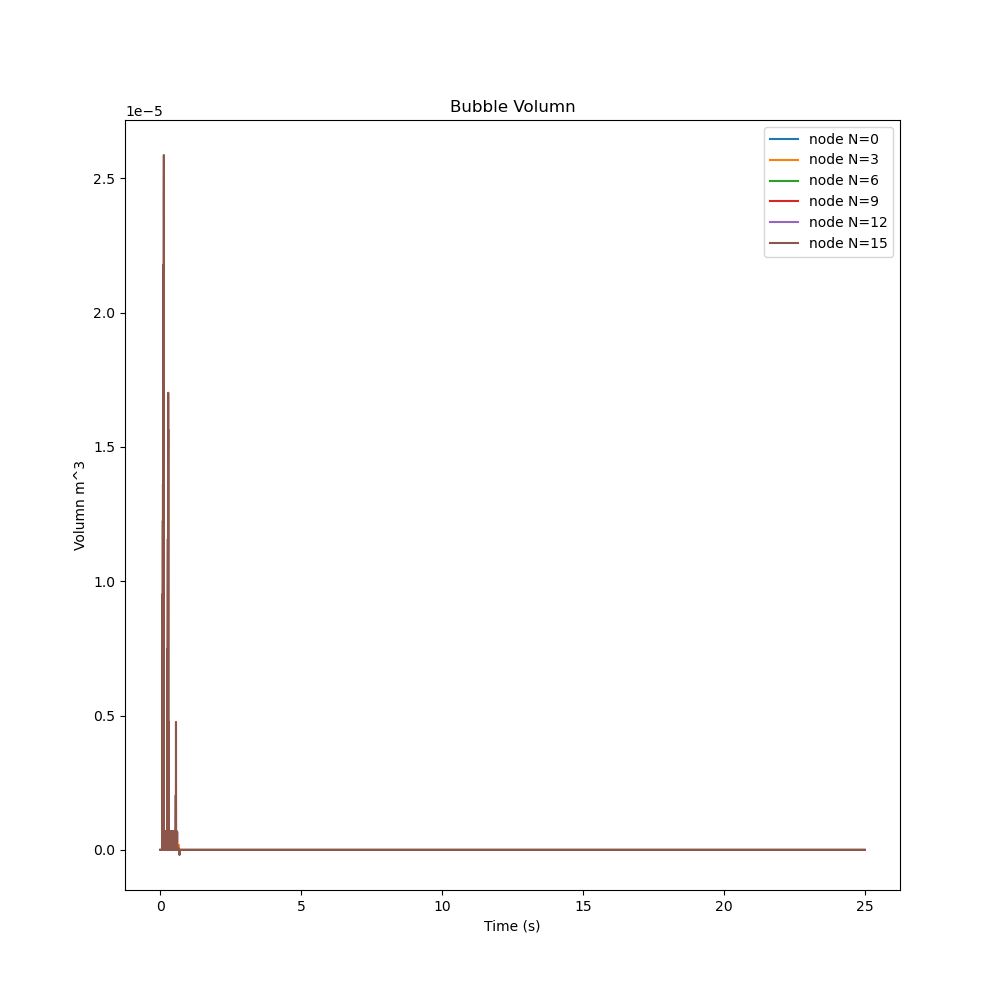 Bubble Volumn
1e−5
node N=0
node N=3
node N=6
node N=9
node N=12
node N=15
2.5
2.0
1.5
1.0
0.5
0.0
Volumn m^3
0 5 10 15 20 25
Time (s)